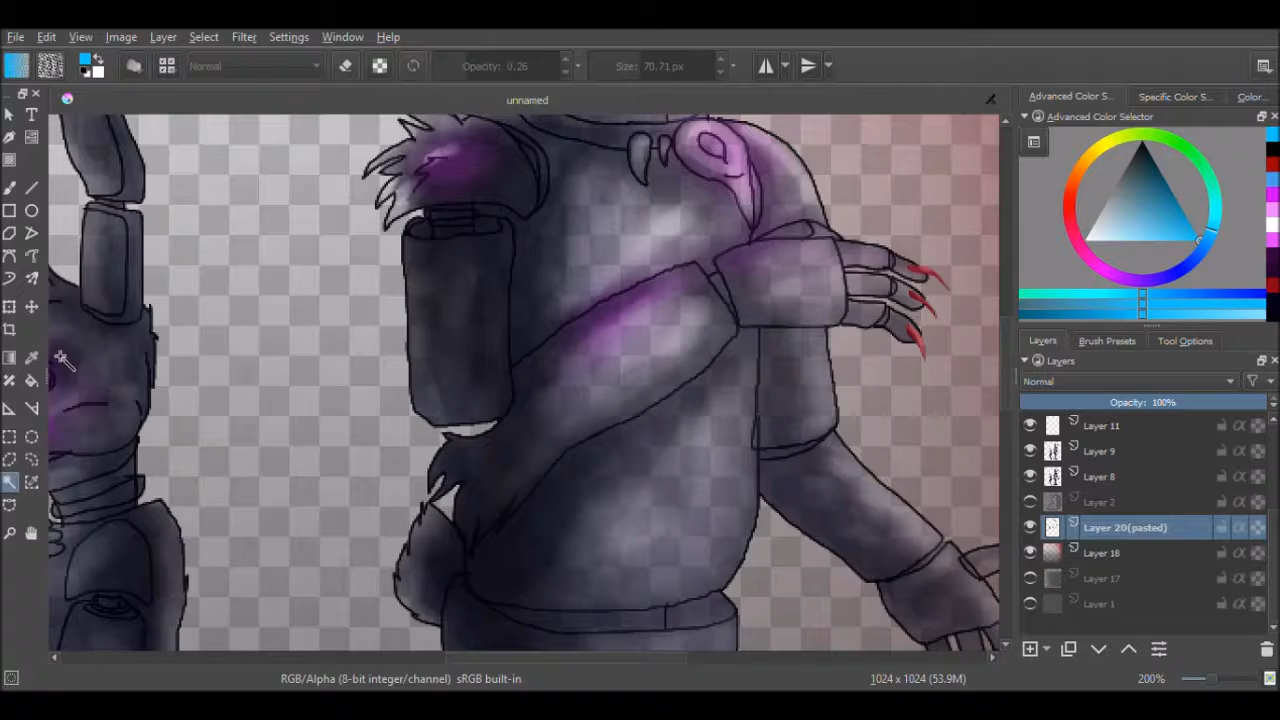 File Edit View Image Layer Select Filter Settings Window Help
Normal Opacity: 0.26 Size: 70.71 px
unnamed
Advanced Color S... Specific Color S... Color...
Advanced Color Selector
Layers Brush Presets Tool Options
Layers
Normal
Opacity: 100%
Layer 11
Layer 9
Layer 8
Layer 2
Layer 20(pasted)
Layer 18
Layer 17
Layer 1
RGB/Alpha (8-bit integer/channel) sRGB built-in 1024 x 1024 (53.9M) 200%